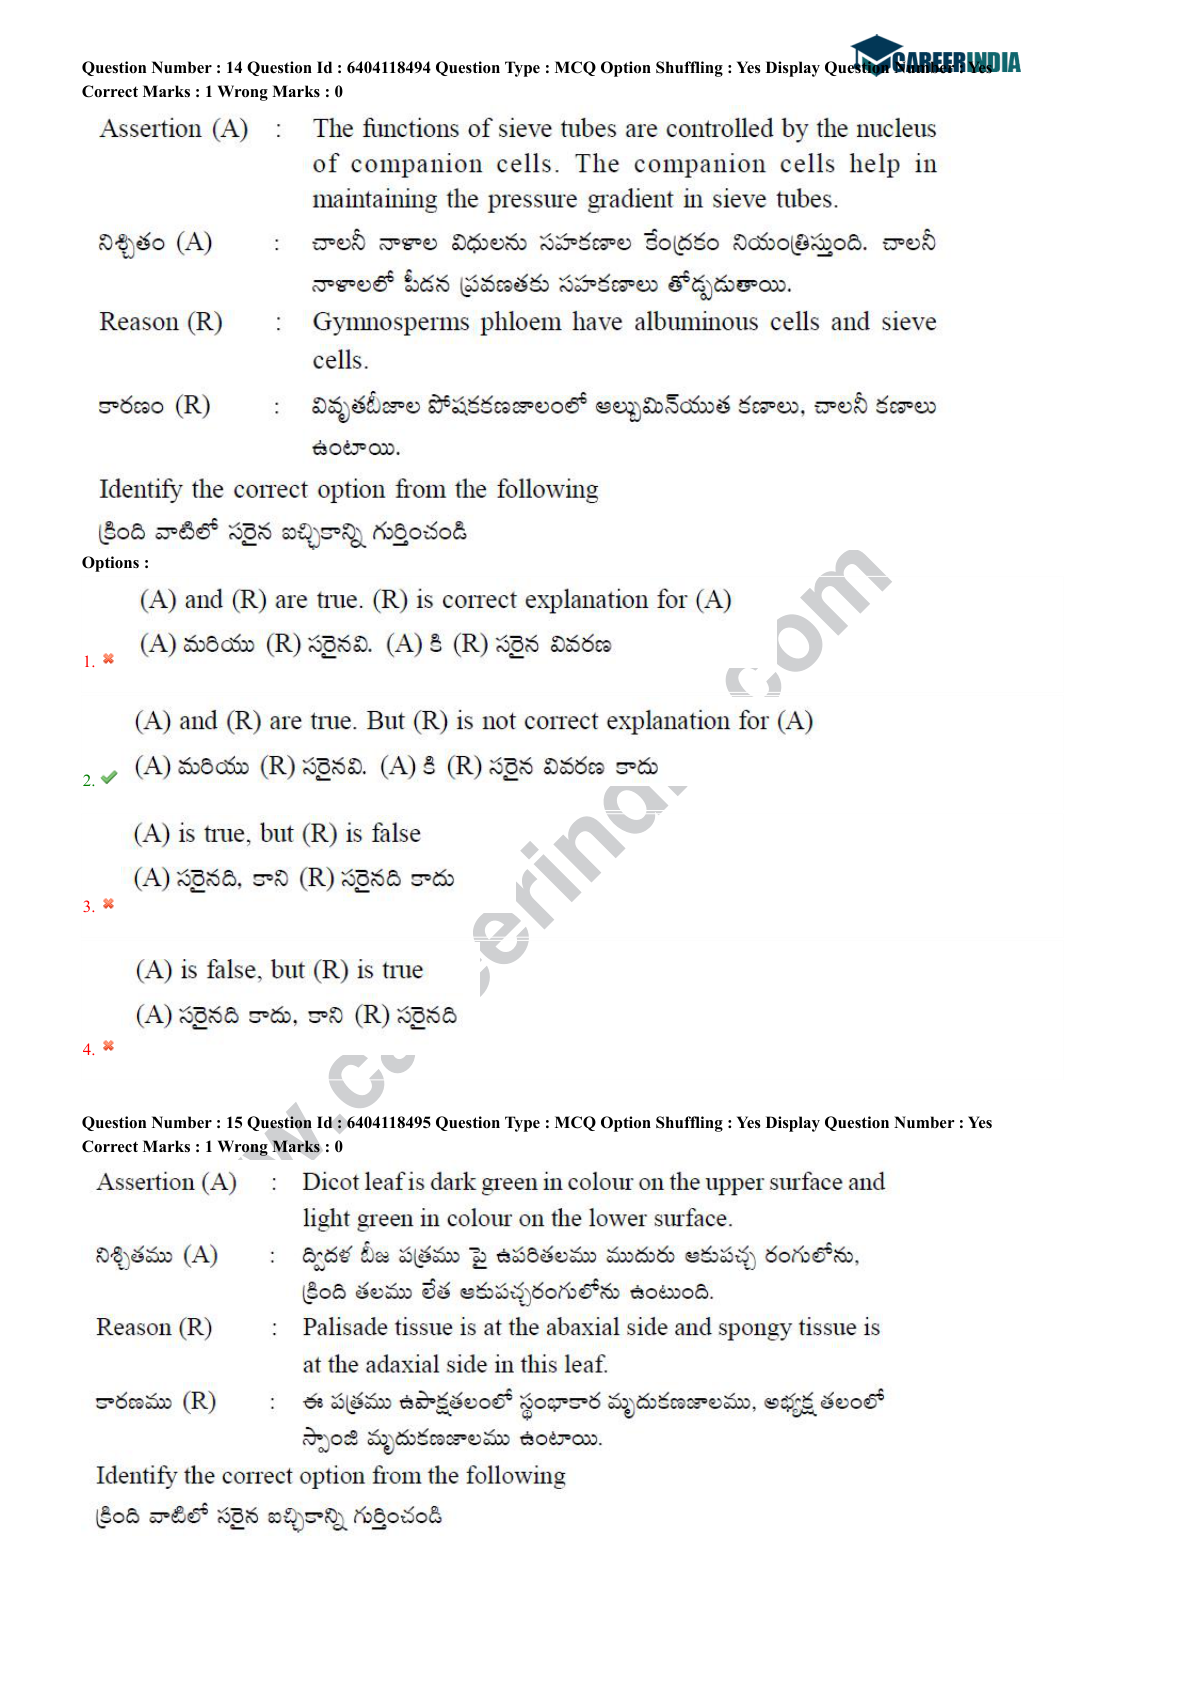 CAREERINDIA
Question Number : 14 Question Id : 6404118494 Question Type : MCQ Option Shuffling : Yes Display Question Number : Yes
Correct Marks : 1 Wrong Marks : 0
Assertion (A) : The functions of sieve tubes are controlled by the nucleus
of companion cells. The companion cells help in
maintaining the pressure gradient in sieve tubes.
నిశ్చితం (A) : చాలనీ నాళాల విధులను సహకణాల కేంద్రకం నియంత్రిస్తుంది. చాలనీ
నాళాలలో పీడన ప్రవణతకు సహకణాలు తోడ్పడుతాయి.
Reason (R) : Gymnosperms phloem have albuminous cells and sieve
cells.
కారణం (R) : వివృతబీజాల పోషకకణజాలంలో ఆల్బుమిన్‌యుత కణాలు, చాలనీ కణాలు
ఉంటాయి.
Identify the correct option from the following
క్రింది వాటిలో సరైన ఐచ్ఛికాన్ని గుర్తించండి
Options :
(A) and (R) are true. (R) is correct explanation for (A)
(A) మరియు (R) సరైనవి. (A) కి (R) సరైన వివరణ
1.
(A) and (R) are true. But (R) is not correct explanation for (A)
(A) మరియు (R) సరైనవి. (A) కి (R) సరైన వివరణ కాదు
2.
(A) is true, but (R) is false
(A) సరైనది, కాని (R) సరైనది కాదు
3.
(A) is false, but (R) is true
(A) సరైనది కాదు, కాని (R) సరైనది
4.
Question Number : 15 Question Id : 6404118495 Question Type : MCQ Option Shuffling : Yes Display Question Number : Yes
Correct Marks : 1 Wrong Marks : 0
Assertion (A) : Dicot leaf is dark green in colour on the upper surface and
light green in colour on the lower surface.
నిశ్చితము (A) : ద్విదళ బీజ పత్రము పై ఉపరితలము ముదురు ఆకుపచ్చ రంగులోను,
క్రింది తలము లేత ఆకుపచ్చరంగులోను ఉంటుంది.
Reason (R) : Palisade tissue is at the abaxial side and spongy tissue is
at the adaxial side in this leaf.
కారణము (R) : ఈ పత్రము ఉపాక్షతలంలో స్థంభాకార మృదుకణజాలము, అభ్యక్ష తలంలో
స్పాంజి మృదుకణజాలము ఉంటాయి.
Identify the correct option from the following
క్రింది వాటిలో సరైన ఐచ్ఛికాన్ని గుర్తించండి